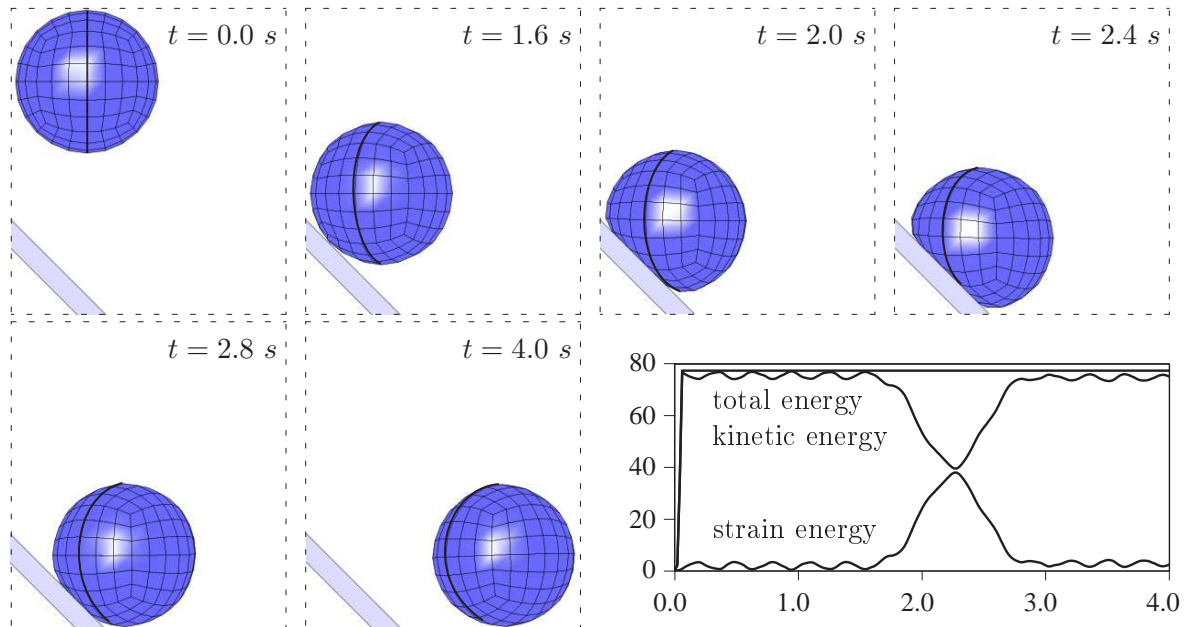 t = 0.0 s
t = 1.6 s
t = 2.0 s
t = 2.4 s
t = 2.8 s
t = 4.0 s
80
60
40
20
0
total energy
kinetic energy
strain energy
0.0 1.0 2.0 3.0 4.0